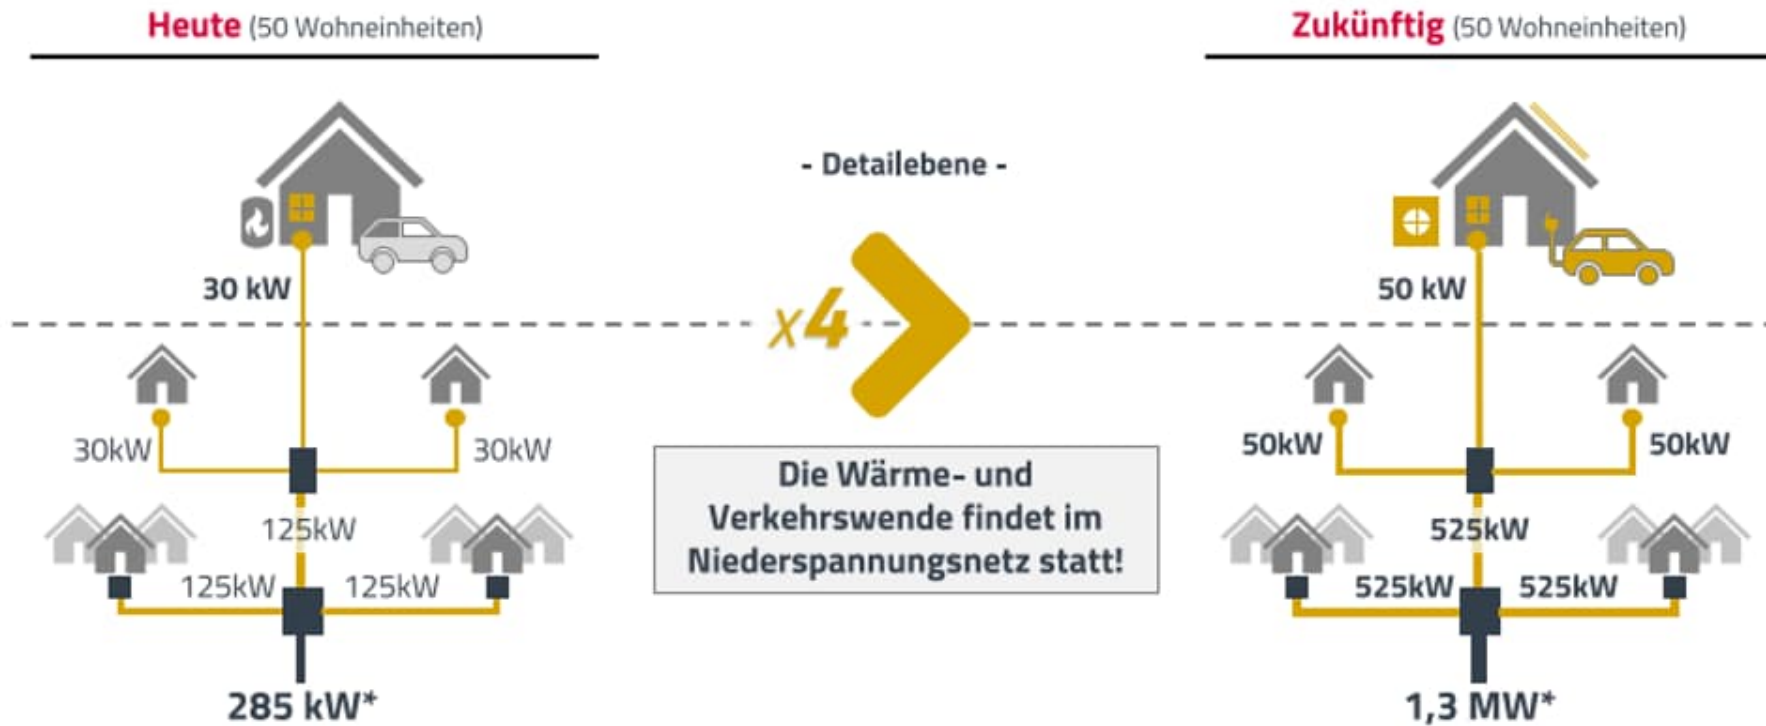 Heute (50 Wohneinheiten)
Zukünftig (50 Wohneinheiten)
- Detailebene -
30 kW
50 kW
x4
30kW
30kW
50kW
50kW
Die Wärme- und
Verkehrswende findet im
Niederspannungsnetz statt!
125kW
525kW
125kW
125kW
525kW
525kW
285 kW*
1,3 MW*